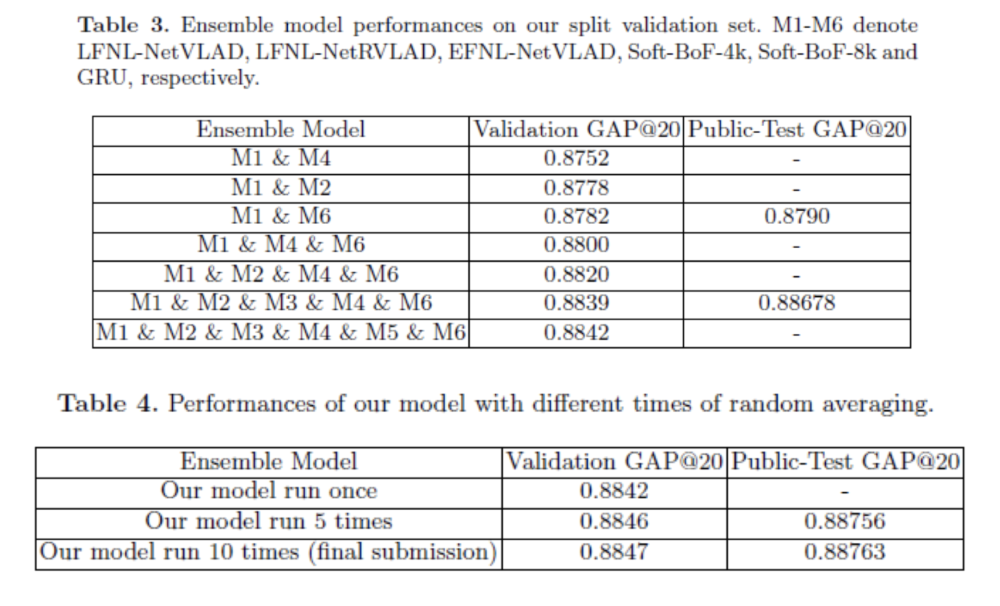 Table 3. Ensemble model performances on our split validation set. M1-M6 denote
LFNL-NetVLAD, LFNL-NetRVLAD, EFNL-NetVLAD, Soft-BoF-4k, Soft-BoF-8k and
GRU, respectively.
Ensemble Model Validation GAP@20 Public-Test GAP@20
M1 & M4 0.8752 -
M1 & M2 0.8778 -
M1 & M6 0.8782 0.8790
M1 & M4 & M6 0.8800 -
M1 & M2 & M4 & M6 0.8820 -
M1 & M2 & M3 & M4 & M6 0.8839 0.88678
M1 & M2 & M3 & M4 & M5 & M6 0.8842 -
Table 4. Performances of our model with different times of random averaging.
Ensemble Model Validation GAP@20 Public-Test GAP@20
Our model run once 0.8842 -
Our model run 5 times 0.8846 0.88756
Our model run 10 times (final submission) 0.8847 0.88763